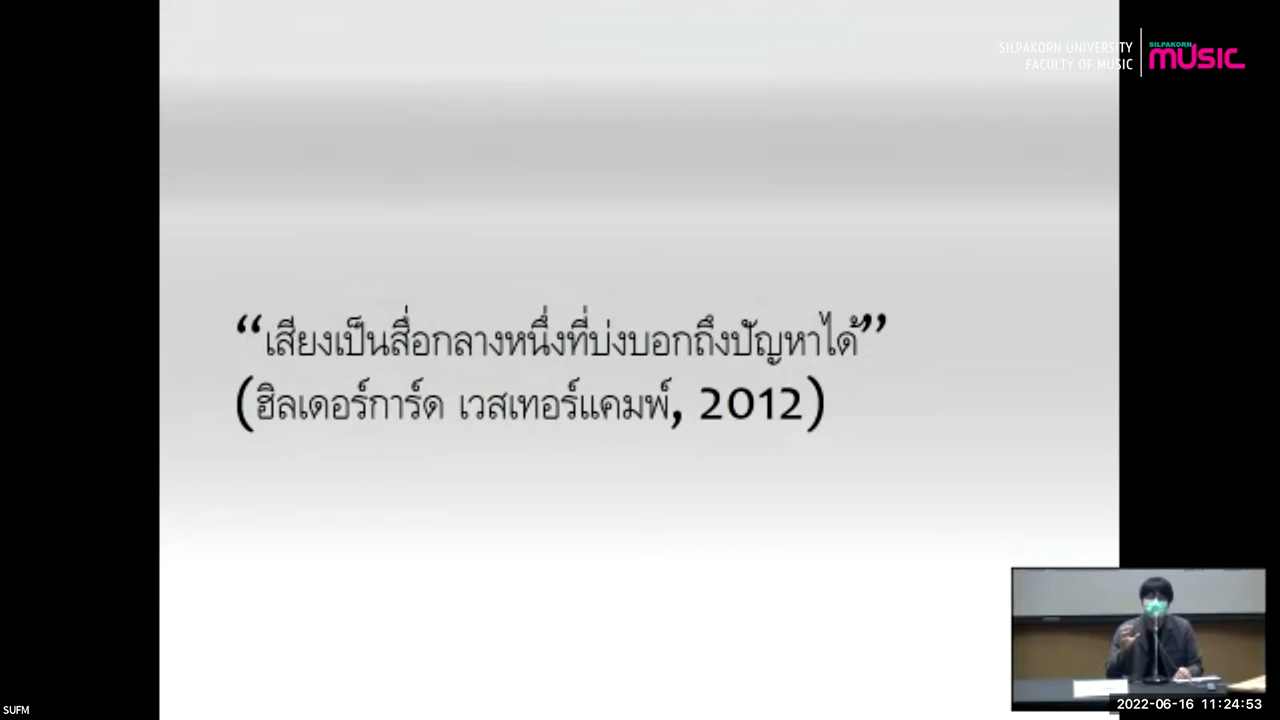 SILPAKORN UNIVERSITY
FACULTY OF MUSIC
SILPAKORN
MUSIC
“เสียงเป็นสื่อกลางหนึ่งที่บ่งบอกถึงปัญหาได้”
(ฮิลเดอร์การ์ด เวสเทอร์แคมพ์, 2012)
SUFM
2022-06-16 11:24:53